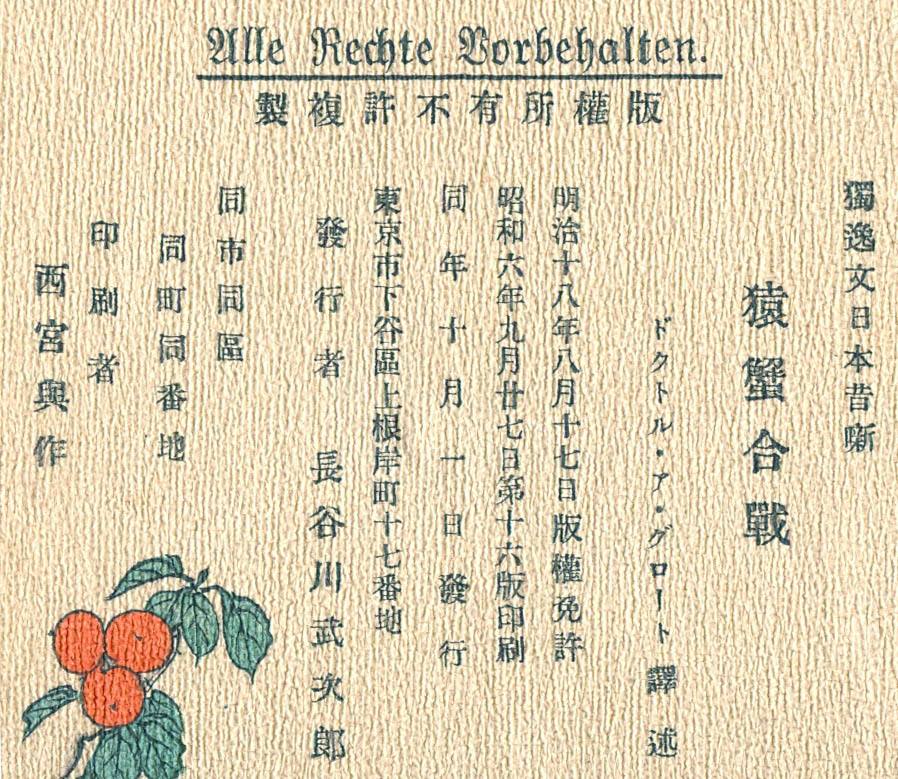 Alle Rechte Vorbehalten.
版權所有不許複製
獨逸文日本昔噺
猿蟹合戰
ドクトル・ア・グロート譯述
明治十八年八月十七日版權免許
昭和六年九月廿七日第十六版印刷
同年十月一日發行
東京市下谷區上根岸町十七番地
發行者 長谷川武次郎
同市同區
同町同番地
印刷者
西宮與作